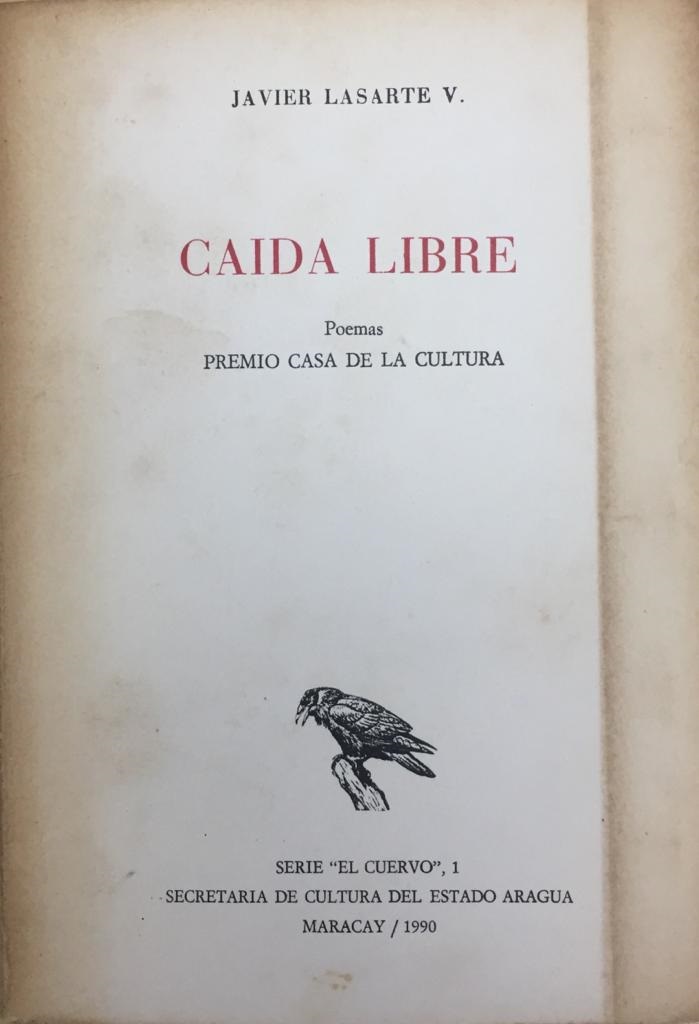 JAVIER LASARTE V.
CAIDA LIBRE
Poemas
PREMIO CASA DE LA CULTURA
SERIE “EL CUERVO”, 1
SECRETARIA DE CULTURA DEL ESTADO ARAGUA
MARACAY / 1990